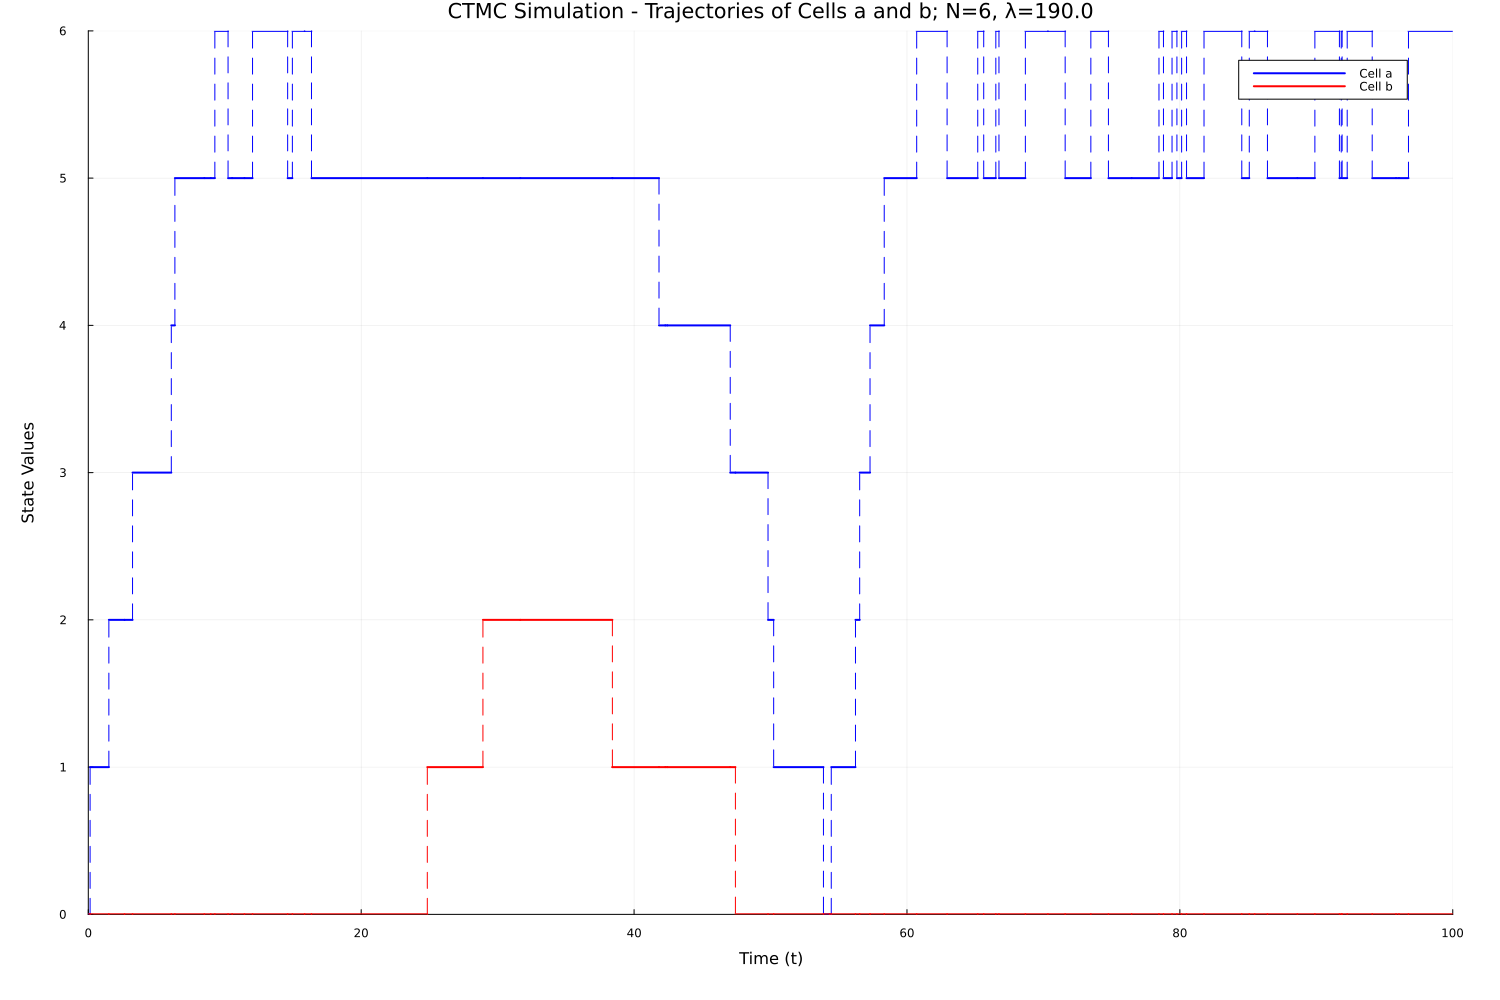 CTMC Simulation - Trajectories of Cells a and b; N=6, λ=190.0
6
Cell a
Cell b
5
4
3
State Values
2
1
0
0 20 40 60 80 100
Time (t)